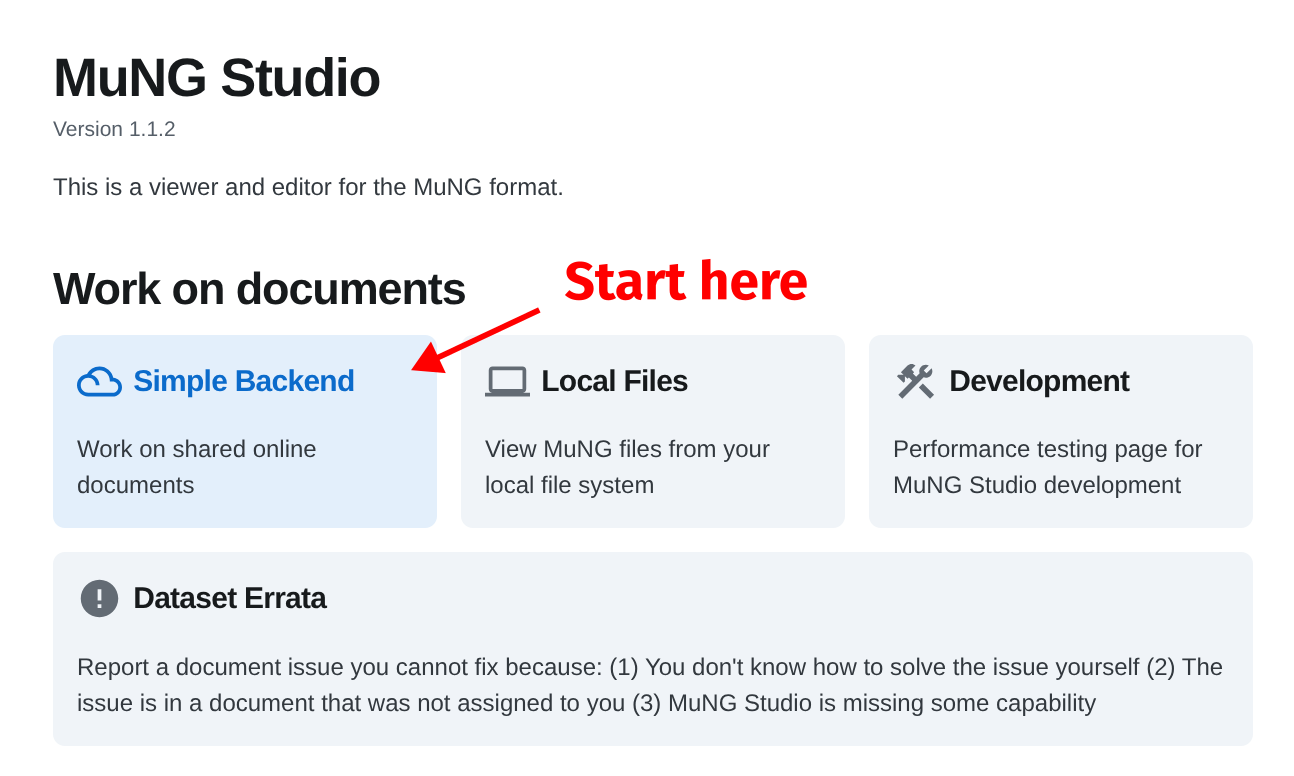 MuNG Studio
Version 1.1.2
This is a viewer and editor for the MuNG format.
Work on documents
Start here
Simple Backend
Work on shared online
documents
Local Files
View MuNG files from your
local file system
Development
Performance testing page for
MuNG Studio development
Dataset Errata
Report a document issue you cannot fix because: (1) You don't know how to solve the issue yourself (2) The
issue is in a document that was not assigned to you (3) MuNG Studio is missing some capability